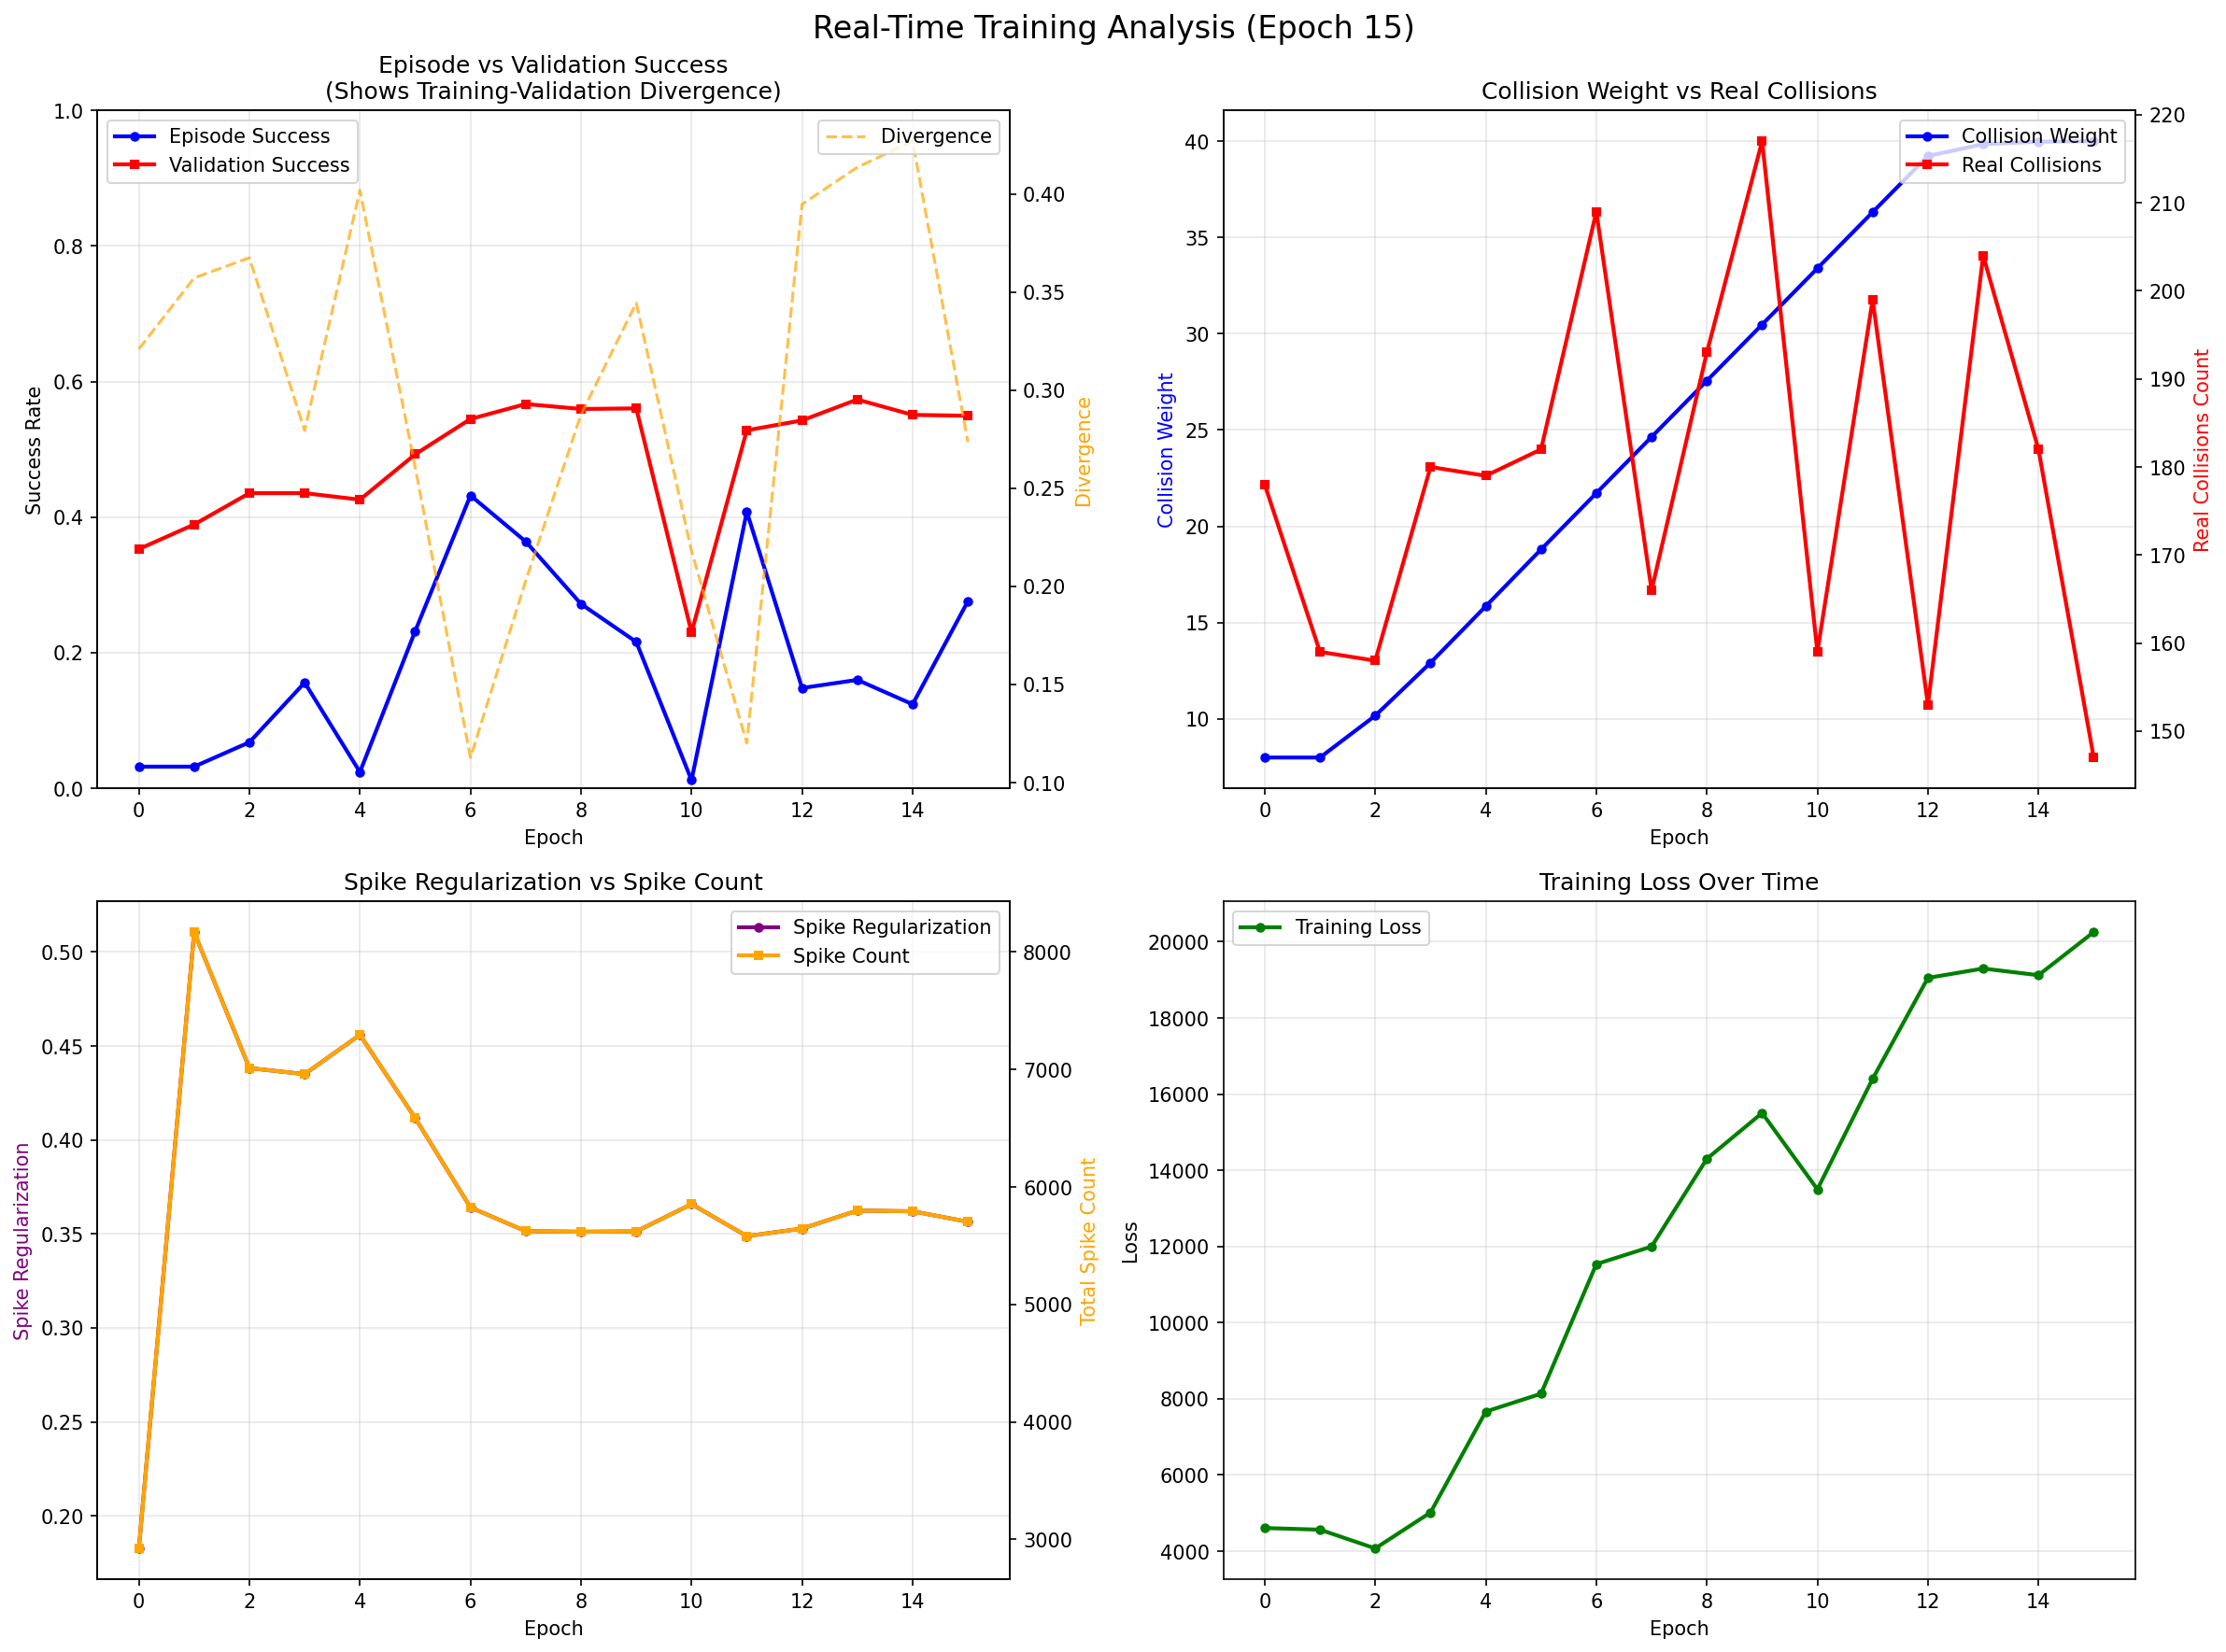 Real-Time Training Analysis (Epoch 15)
Episode vs Validation Success
(Shows Training-Validation Divergence)
Episode Success
Validation Success
Divergence
1.0
0.8
0.6
0.4
0.2
0.0
Success Rate
0.40
0.35
0.30
0.25
0.20
0.15
0.10
Divergence
0 2 4 6 8 10 12 14
Epoch
Collision Weight vs Real Collisions
Collision Weight
Real Collisions
40
35
30
25
20
15
10
Collision Weight
220
210
200
190
180
170
160
150
Real Collisions Count
0 2 4 6 8 10 12 14
Epoch
Spike Regularization vs Spike Count
Spike Regularization
Spike Count
0.50
0.45
0.40
0.35
0.30
0.25
0.20
Spike Regularization
8000
7000
6000
5000
4000
3000
Total Spike Count
0 2 4 6 8 10 12 14
Epoch
Training Loss Over Time
Training Loss
20000
18000
16000
14000
12000
10000
8000
6000
4000
Loss
0 2 4 6 8 10 12 14
Epoch